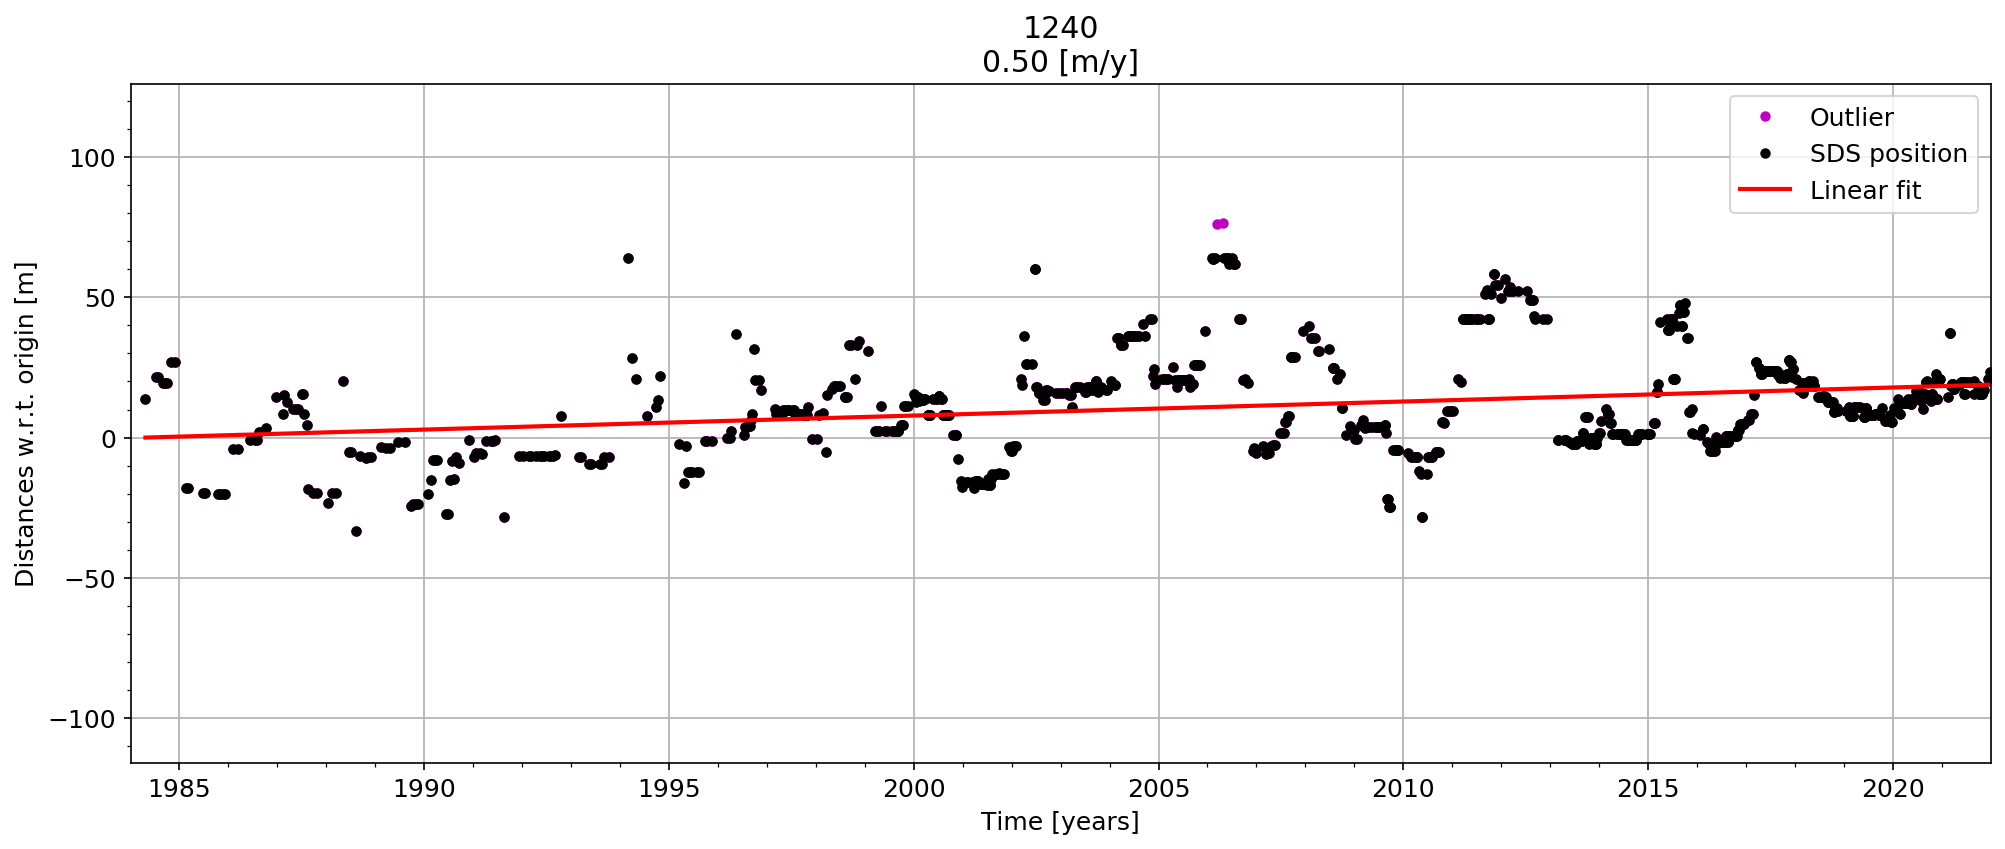 1240
0.50 [m/y]
Outlier
SDS position
Linear fit
Distances w.r.t. origin [m]
100
50
0
−50
−100
1985 1990 1995 2000 2005 2010 2015 2020
Time [years]